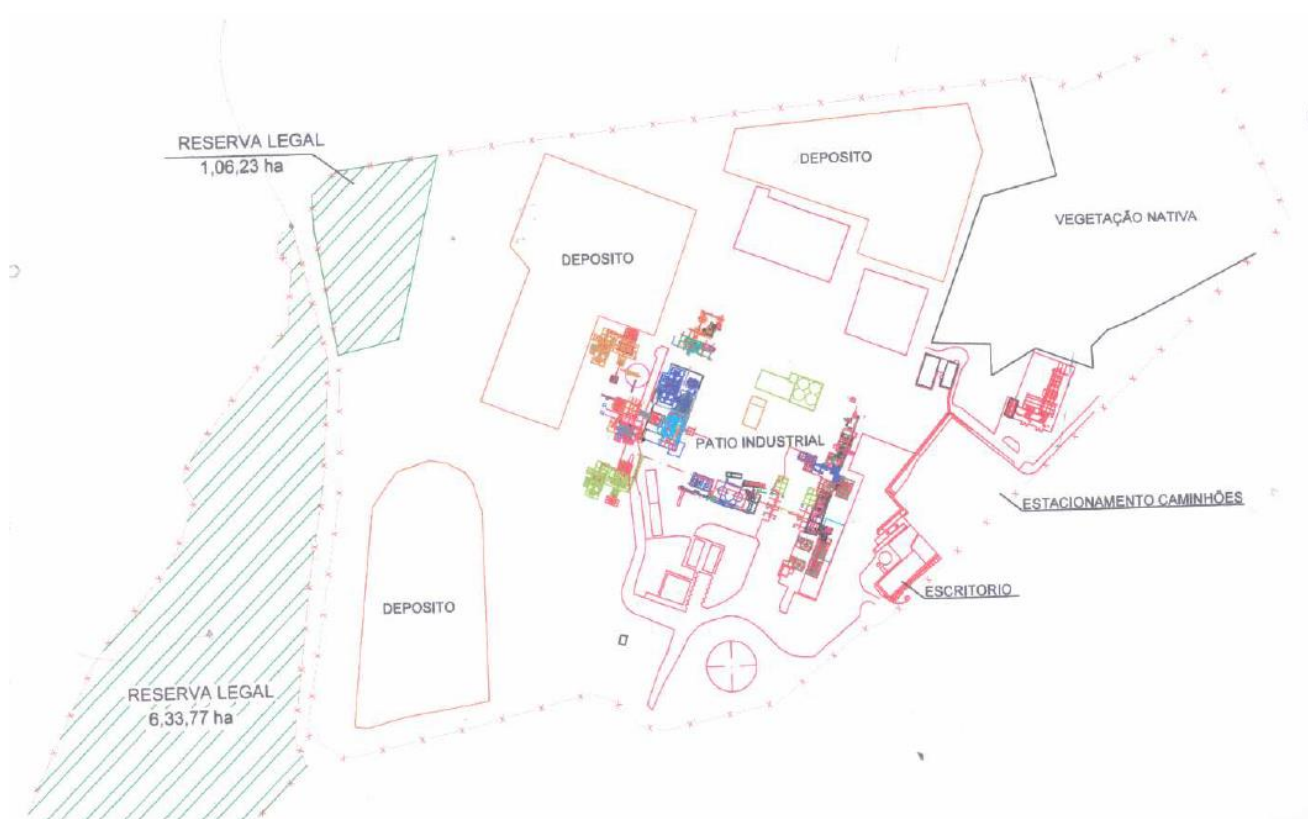 RESERVA LEGAL
1,06,23 ha
DEPOSITO
VEGETAÇÃO NATIVA
DEPOSITO
PATIO INDUSTRIAL
ESTACIONAMENTO CAMINHÕES
ESCRITORIO
DEPOSITO
RESERVA LEGAL
6,33,77 ha